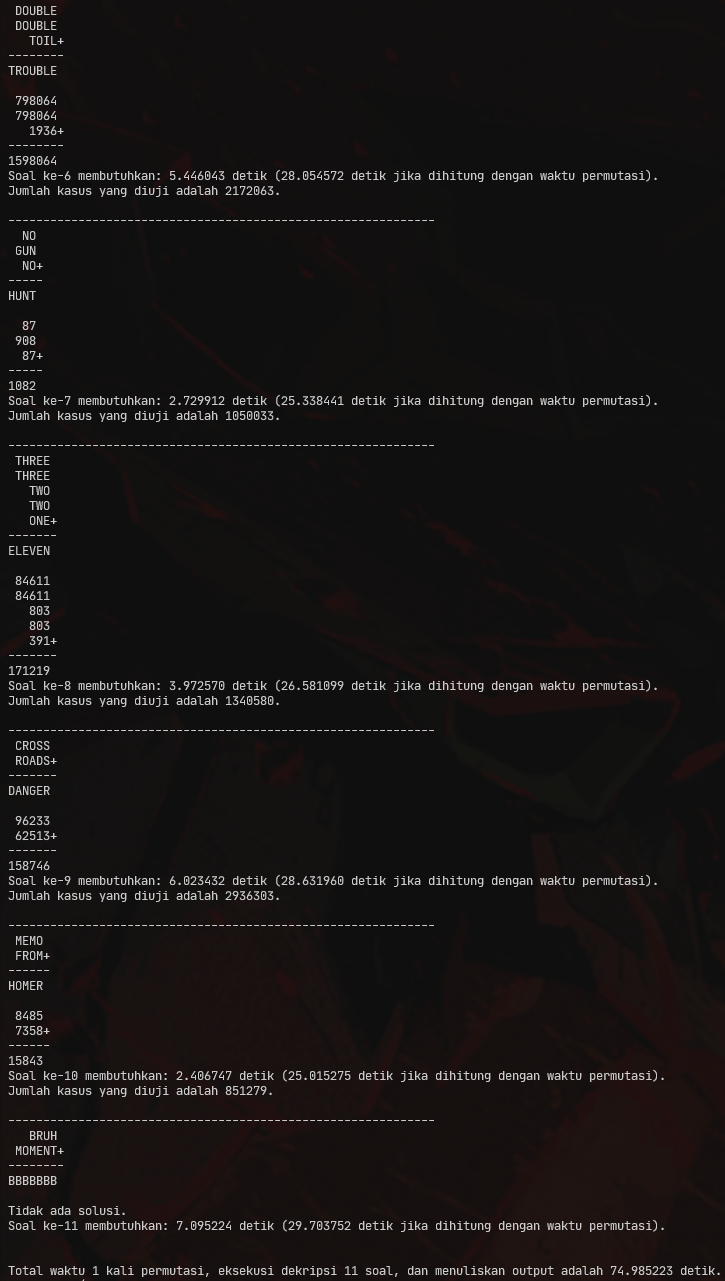 DOUBLE
DOUBLE
TOIL+
--------
TROUBLE
798064
798064
1936+
--------
1598064
Soal ke-6 membutuhkan: 5.446043 detik (28.054572 detik jika dihitung dengan waktu permutasi).
Jumlah kasus yang diuji adalah 2172063.
-------------------------------------------------------------
NO
GUN
NO+
-----
HUNT
87
908
87+
-----
1082
Soal ke-7 membutuhkan: 2.729912 detik (25.338441 detik jika dihitung dengan waktu permutasi).
Jumlah kasus yang diuji adalah 1050033.
-------------------------------------------------------------
THREE
THREE
TWO
TWO
ONE+
-------
ELEVEN
84611
84611
803
803
391+
-------
171219
Soal ke-8 membutuhkan: 3.972570 detik (26.581099 detik jika dihitung dengan waktu permutasi).
Jumlah kasus yang diuji adalah 1340580.
-------------------------------------------------------------
CROSS
ROADS+
-------
DANGER
96233
62513+
-------
158746
Soal ke-9 membutuhkan: 6.023432 detik (28.631960 detik jika dihitung dengan waktu permutasi).
Jumlah kasus yang diuji adalah 2936303.
-------------------------------------------------------------
MEMO
FROM+
------
HOMER
8485
7358+
------
15843
Soal ke-10 membutuhkan: 2.406747 detik (25.015275 detik jika dihitung dengan waktu permutasi).
Jumlah kasus yang diuji adalah 851279.
-------------------------------------------------------------
BRUH
MOMENT+
--------
BBBBBBB
Tidak ada solusi.
Soal ke-11 membutuhkan: 7.095224 detik (29.703752 detik jika dihitung dengan waktu permutasi).
Total waktu 1 kali permutasi, eksekusi dekripsi 11 soal, dan menuliskan output adalah 74.985223 detik.